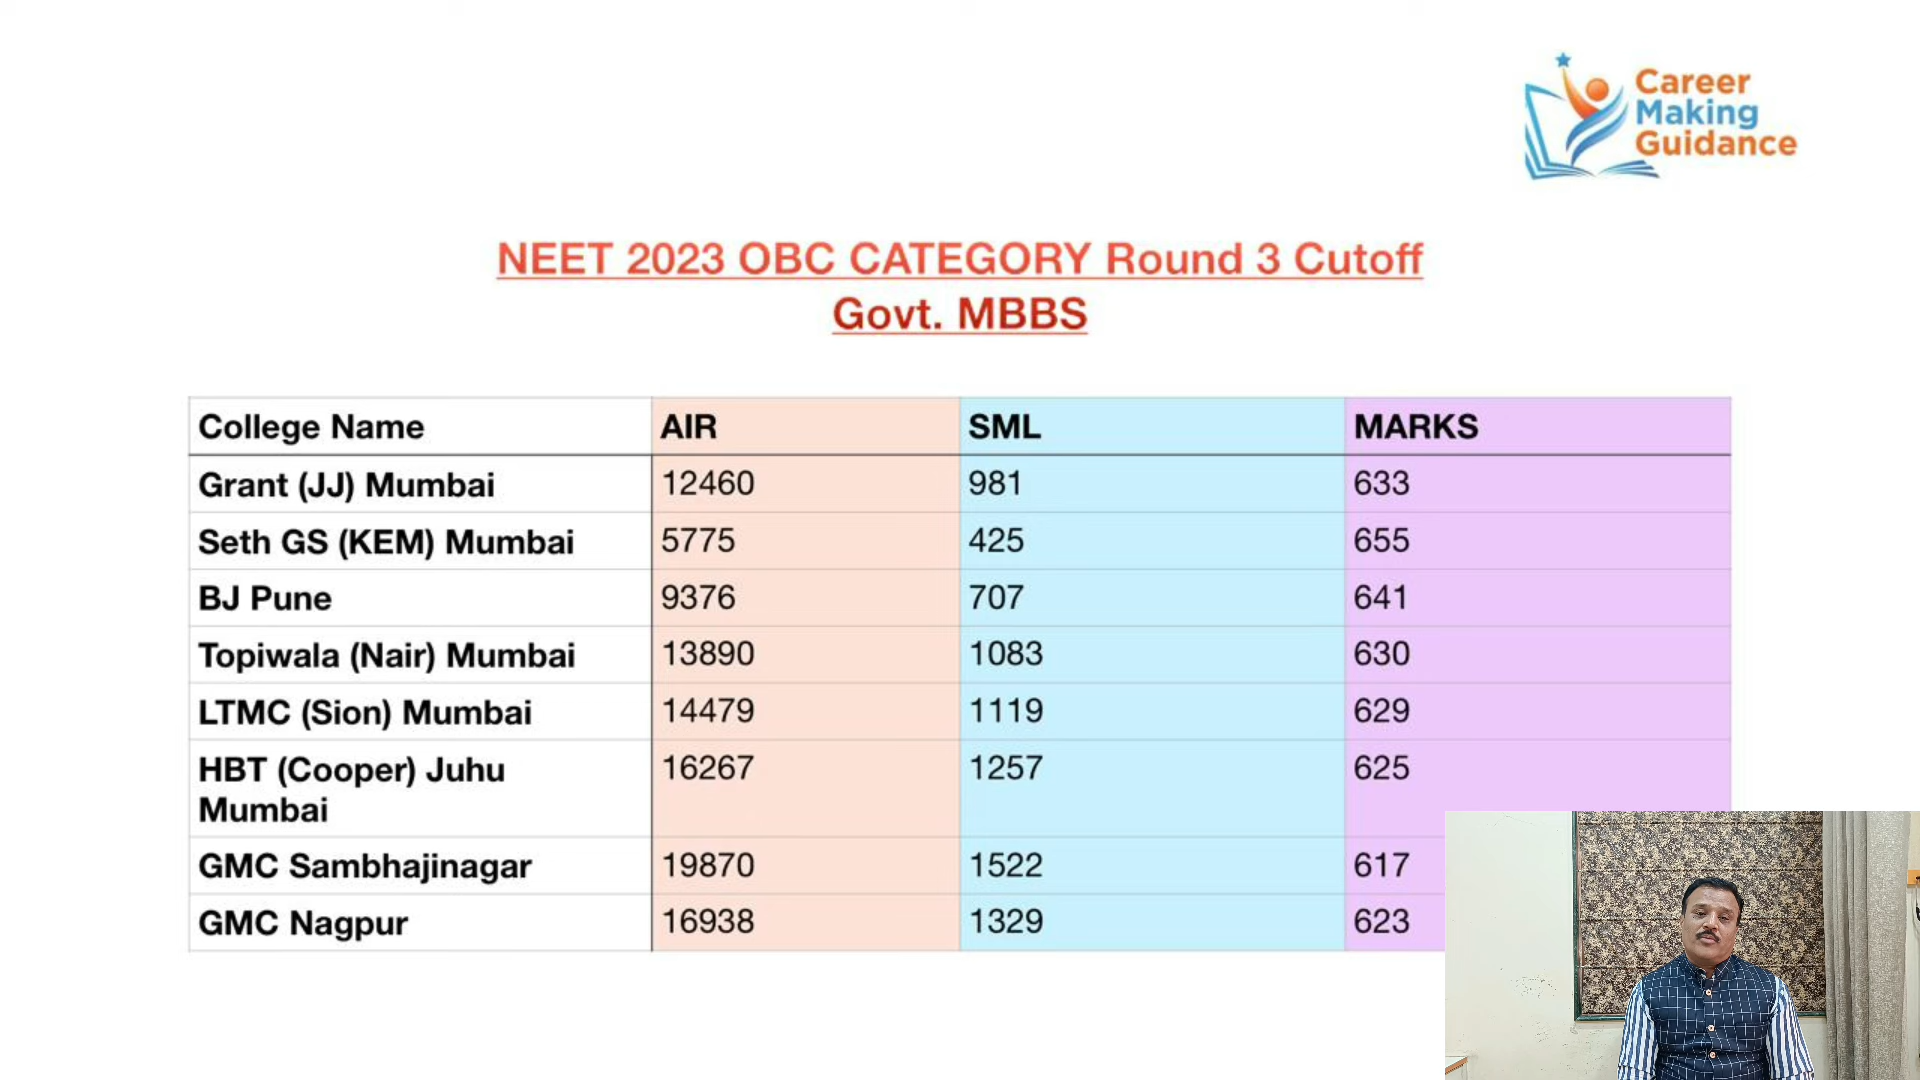 Career
Making
Guidance
NEET 2023 OBC CATEGORY Round 3 Cutoff
Govt. MBBS
College Name AIR SML MARKS
Grant (JJ) Mumbai 12460 981 633
Seth GS (KEM) Mumbai 5775 425 655
BJ Pune 9376 707 641
Topiwala (Nair) Mumbai 13890 1083 630
LTMC (Sion) Mumbai 14479 1119 629
HBT (Cooper) Juhu 16267 1257 625
Mumbai
GMC Sambhajinagar 19870 1522 617
GMC Nagpur 16938 1329 623